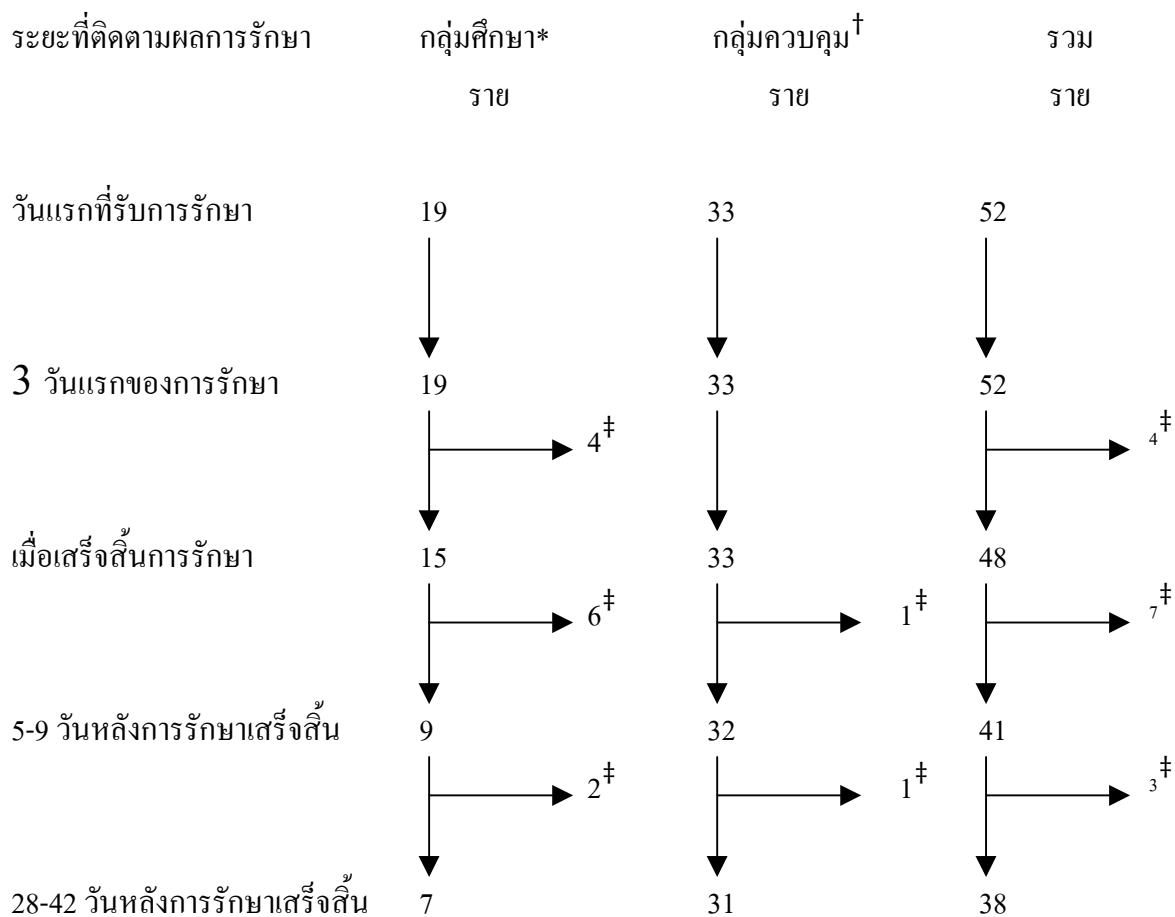 ระยะที่ติดตามผลการรักษา กลุ่มศึกษา* กลุ่มควบคุม† รวม
ราย ราย ราย
วันแรกที่รับการรักษา 19 33 52
3 วันแรกของการรักษา 19 33 52
4‡ 4‡
เมื่อเสร็จสิ้นการรักษา 15 33 48
6‡ 1‡ 7‡
5-9 วันหลังการรักษาเสร็จสิ้น 9 32 41
2‡ 1‡ 3‡
28-42 วันหลังการรักษาเสร็จสิ้น 7 31 38